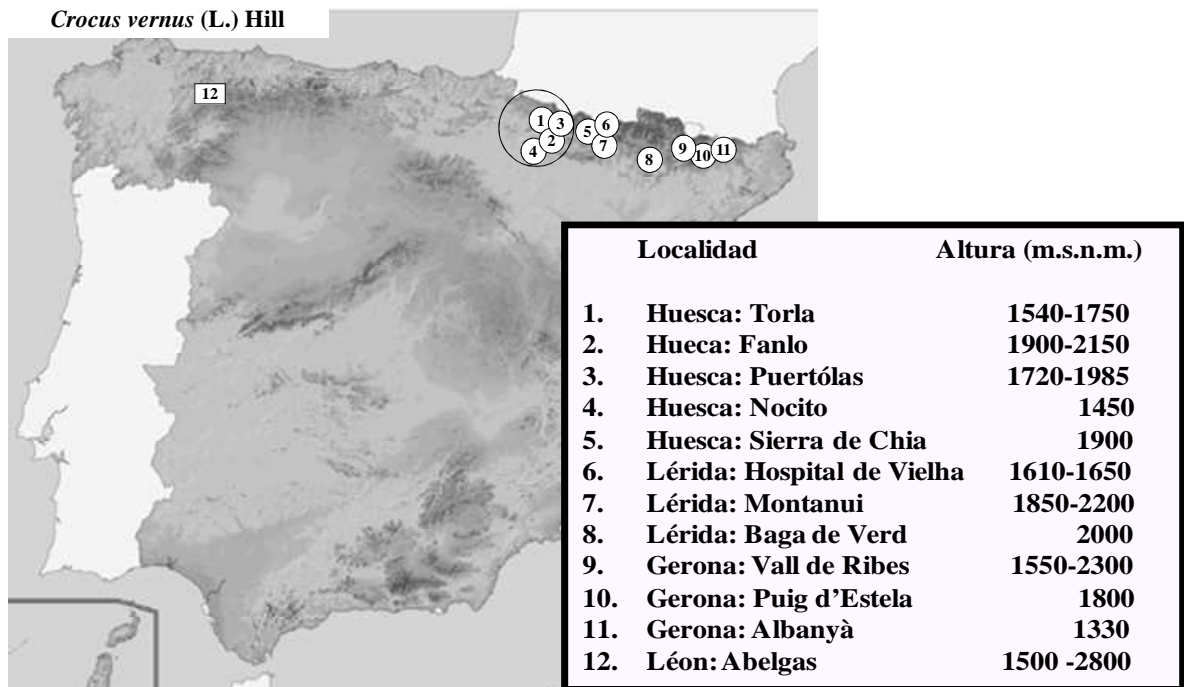 Crocus vernus (L.) Hill
12
1
3
2
4
5
6
7
8
9
10
11
Localidad Altura (m.s.n.m.)
1. Huesca: Torla 1540-1750
2. Hueca: Fanlo 1900-2150
3. Huesca: Puertólas 1720-1985
4. Huesca: Nocito 1450
5. Huesca: Sierra de Chia 1900
6. Lérida: Hospital de Vielha 1610-1650
7. Lérida: Montanui 1850-2200
8. Lérida: Baga de Verd 2000
9. Gerona: Vall de Ribes 1550-2300
10. Gerona: Puig d’Estela 1800
11. Gerona: Albanyà 1330
12. Léon: Abelgas 1500 -2800